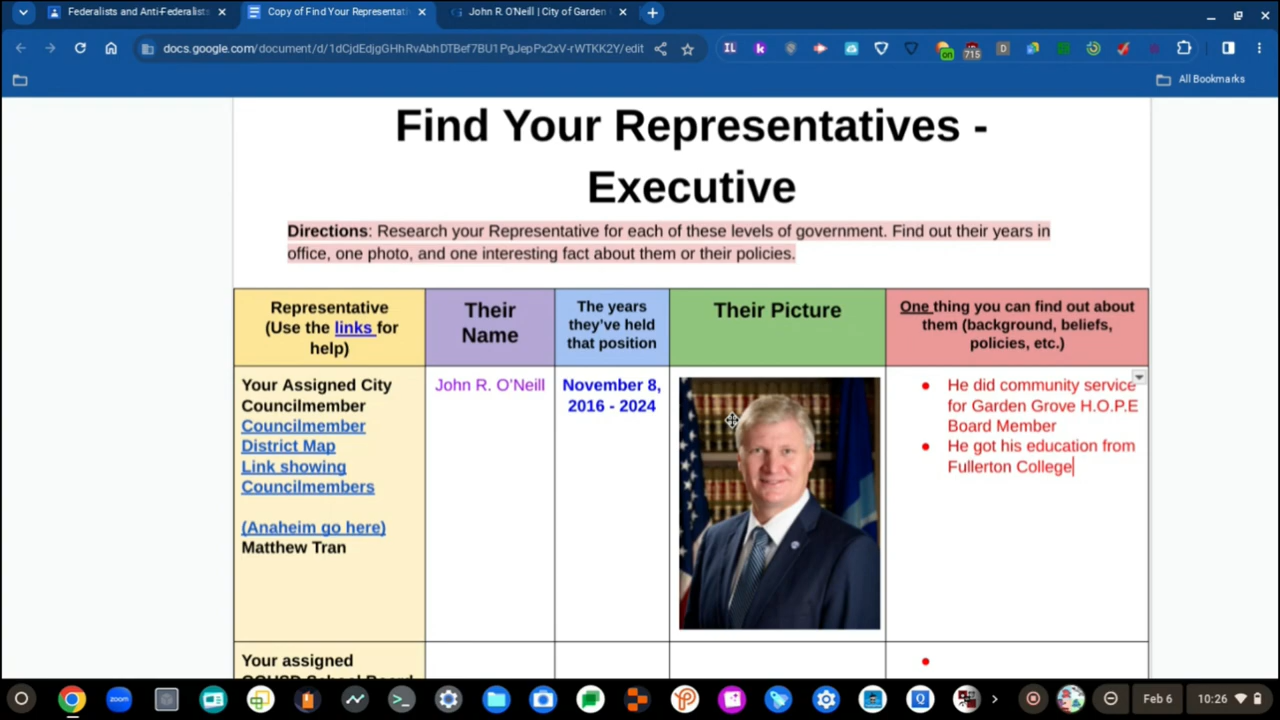 Federalists and Anti-Federalists
Copy of Find Your Representati
John R. O'Neill | City of Garden
docs.google.com/document/d/1dCjdEdjgGHhRvAbhDTBef7BU1PgJepPx2xV-rWTKK2Y/edit
IL
k
on
715
D
All Bookmarks
Find Your Representatives -
Executive
Directions: Research your Representative for each of these levels of government. Find out their years in
office, one photo, and one interesting fact about them or their policies.
Representative
(Use the links for
help)
Their
Name
The years
they've held
that position
Their Picture
One thing you can find out about
them (background, beliefs,
policies, etc.)
Your Assigned City
Councilmember
Councilmember
District Map
Link showing
Councilmembers
(Anaheim go here)
Matthew Tran
John R. O'Neill
November 8,
2016 - 2024
He did community service
for Garden Grove H.O.P.E
Board Member
He got his education from
Fullerton College
Your assigned
zoom
Feb 6
10:26